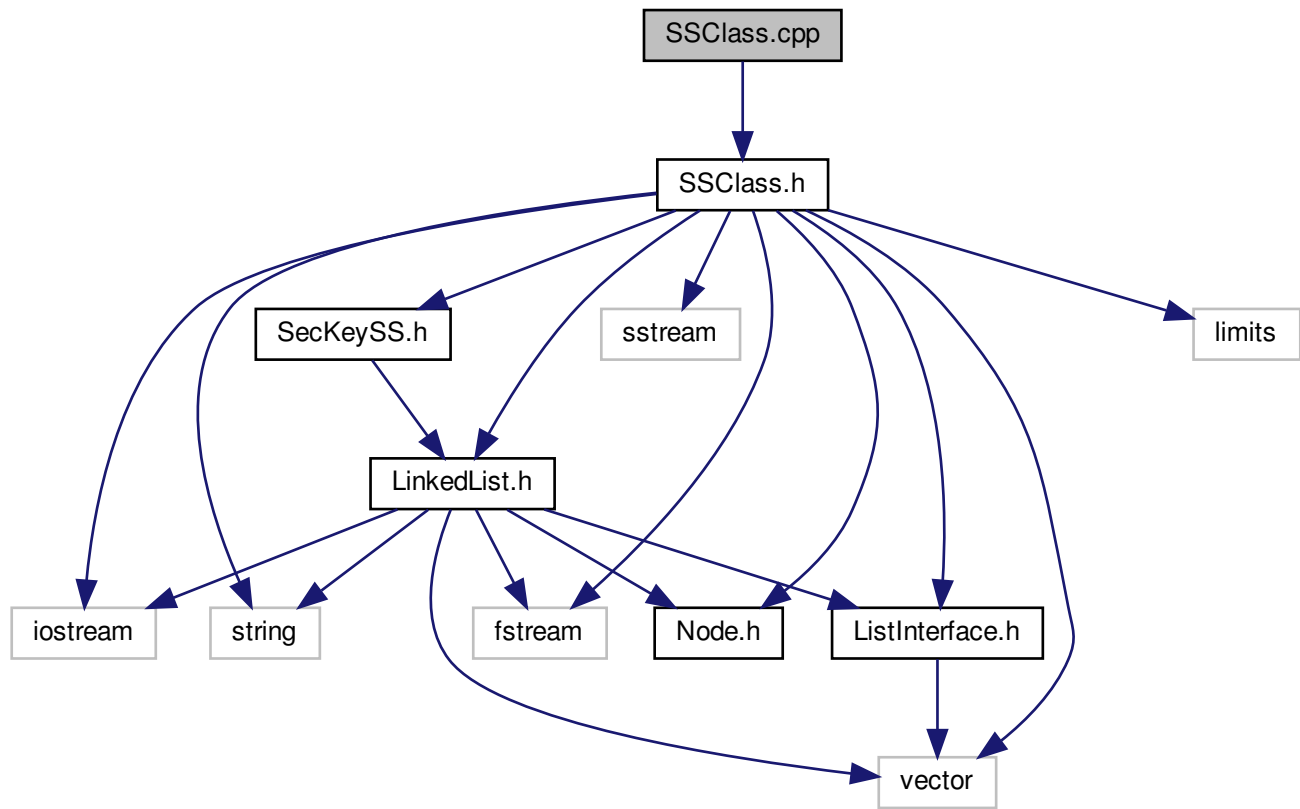 SSClass.cpp
SSClass.h
SecKeySS.h
sstream
limits
LinkedList.h
iostream
string
fstream
Node.h
ListInterface.h
vector